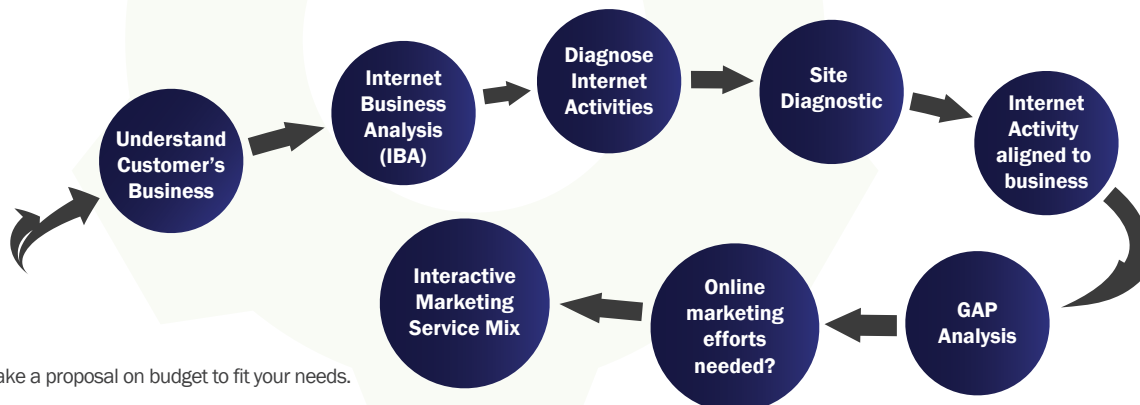 Understand
Customer's
Business
Internet
Business
Analysis
(IBA)
Diagnose
Internet
Activities
Site
Diagnostic
Internet
Activity
aligned to
business
GAP
Analysis
Online
marketing
efforts
needed?
Interactive
Marketing
Service Mix
a proposal on budget to fit your needs.